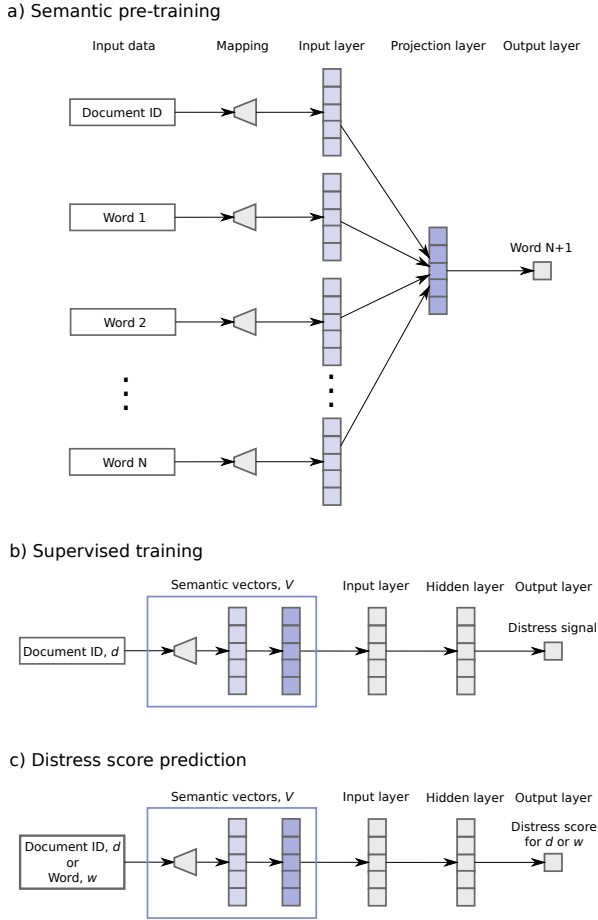 a) Semantic pre-training
Input data Mapping Input layer Projection layer Output layer
Document ID
Word 1
Word N+1
Word 2
Word N
b) Supervised training
Semantic vectors, V Input layer Hidden layer Output layer
Distress signal
Document ID, d
c) Distress score prediction
Semantic vectors, V Input layer Hidden layer Output layer
Document ID, d
or
Word, w
Distress score
for d or w